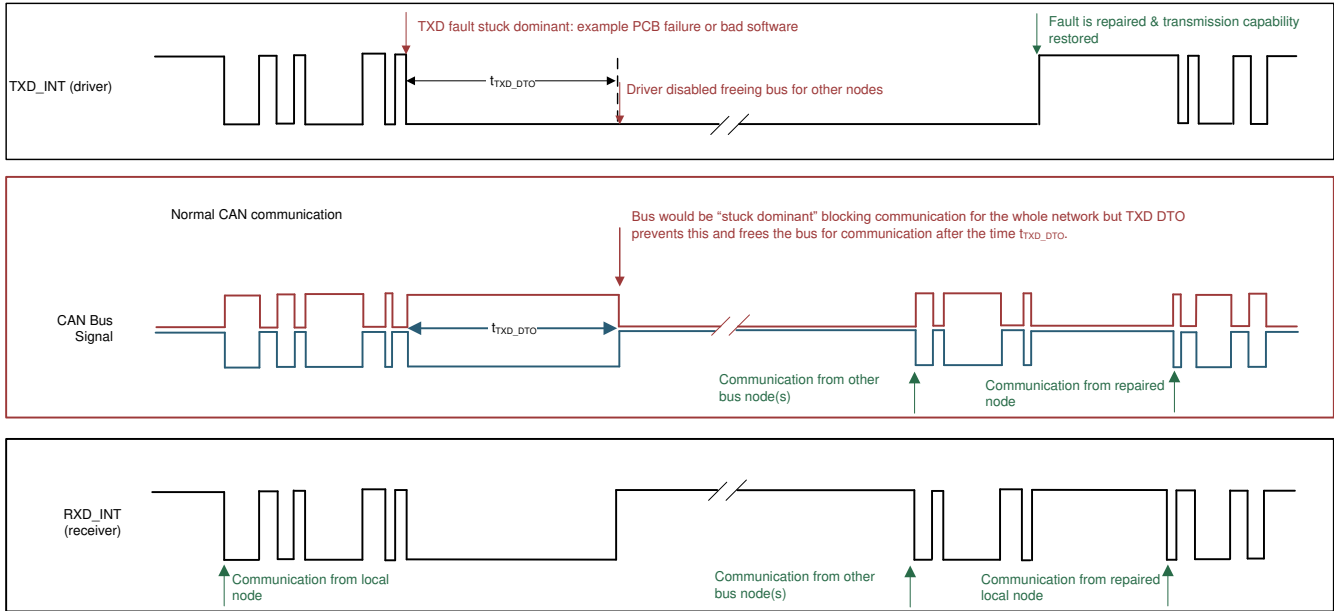 TXD fault stuck dominant: example PCB failure or bad software
Fault is repaired & transmission capability
restored
TXD_INT (driver)
tTXD_DTO
Driver disabled freeing bus for other nodes
Normal CAN communication
Bus would be “stuck dominant” blocking communication for the whole network but TXD DTO
prevents this and frees the bus for communication after the time tTXD_DTO.
CAN Bus
Signal
tTXD_DTO
Communication from other
bus node(s)
Communication from repaired
node
RXD_INT
(receiver)
Communication from local
node
Communication from other
bus node(s)
Communication from repaired
local node